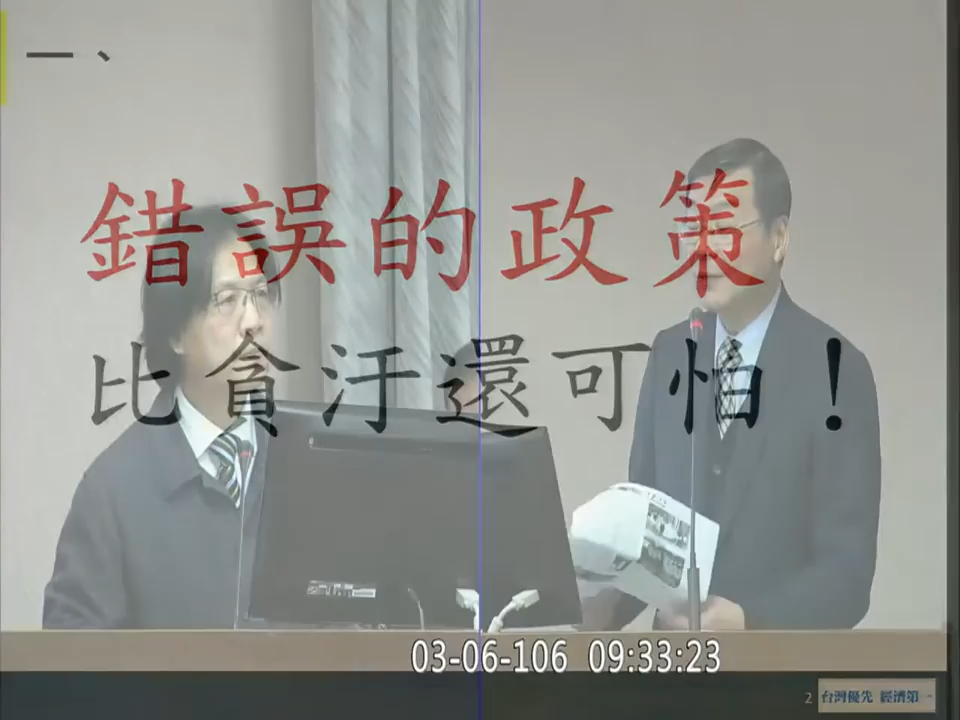 一、
錯誤的政策
比貪汙還可怕！
03-06-106 09:33:23
2 台灣優先 經濟第一